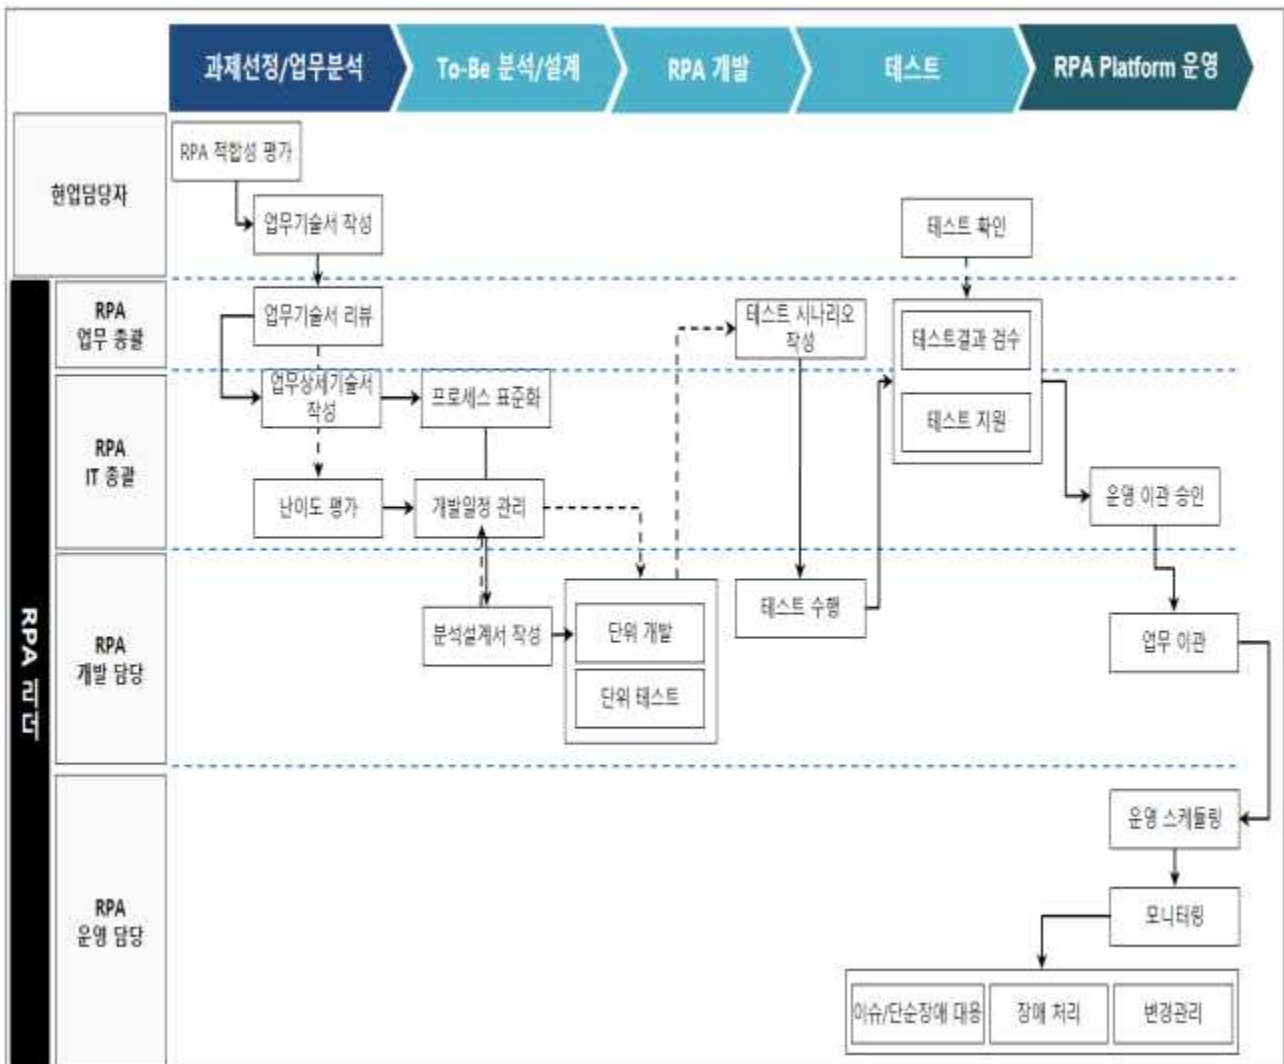 과제선정/업무분석
To-Be 분석/설계
RPA 개발
테스트
RPA Platform 운영
현업담당자
RPA 적합성 평가
업무기술서 작성
테스트 확인
RPA 리더
RPA
업무 총괄
업무기술서 리뷰
테스트 시나리오
작성
테스트결과 검수
RPA
IT 총괄
업무상세기술서
작성
프로세스 표준화
테스트 지원
난이도 평가
개발일정 관리
운영 이관 승인
RPA
개발 담당
분석설계서 작성
단위 개발
단위 테스트
테스트 수행
업무 이관
RPA
운영 담당
운영 스케듈링
모니터링
이슈/단순장애 대응
장애 처리
변경관리